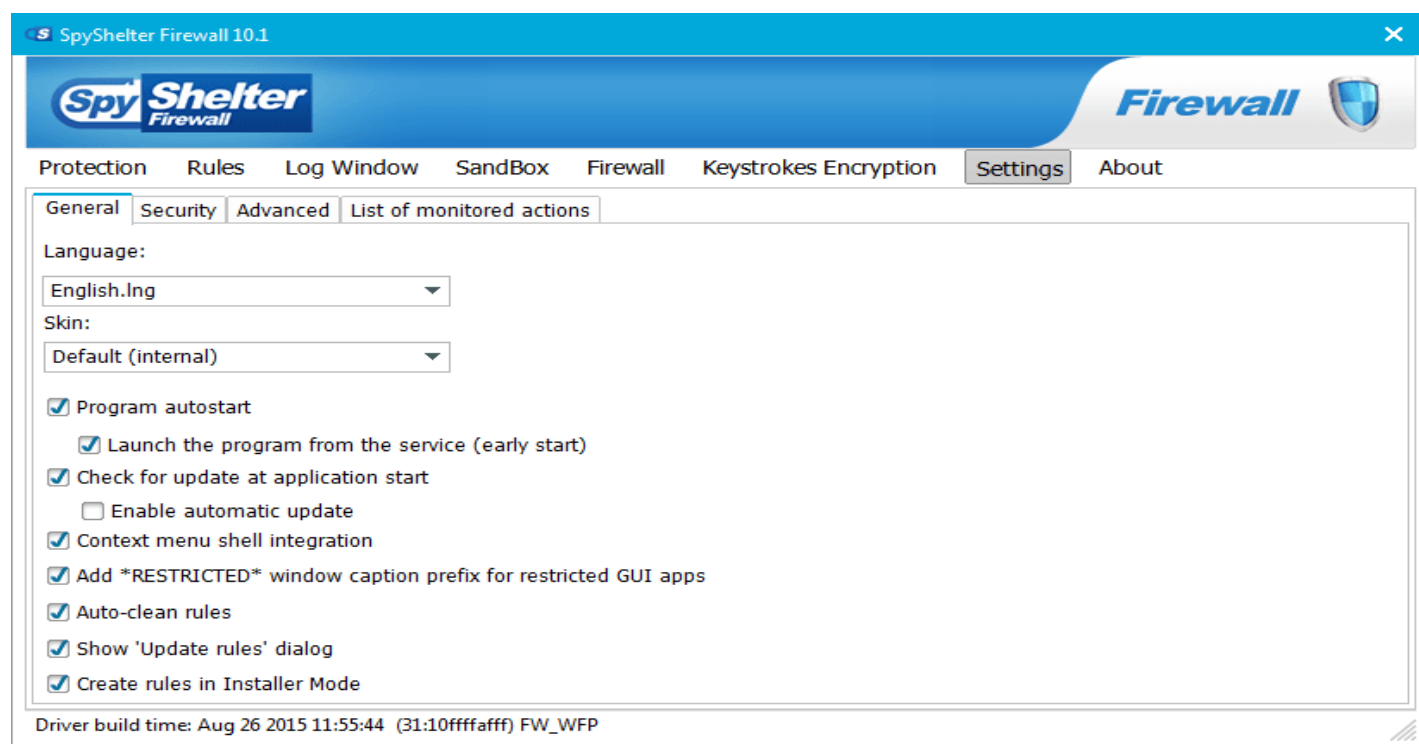 SpyShelter Firewall 10.1
Spy Shelter
Firewall
Firewall
Protection Rules Log Window SandBox Firewall Keystrokes Encryption Settings About
General Security Advanced List of monitored actions
Language:
English.lng
Skin:
Default (internal)
Program autostart
Launch the program from the service (early start)
Check for update at application start
Enable automatic update
Context menu shell integration
Add *RESTRICTED* window caption prefix for restricted GUI apps
Auto-clean rules
Show 'Update rules' dialog
Create rules in Installer Mode
Driver build time: Aug 26 2015 11:55:44 (31:10ffffafff) FW_WFP